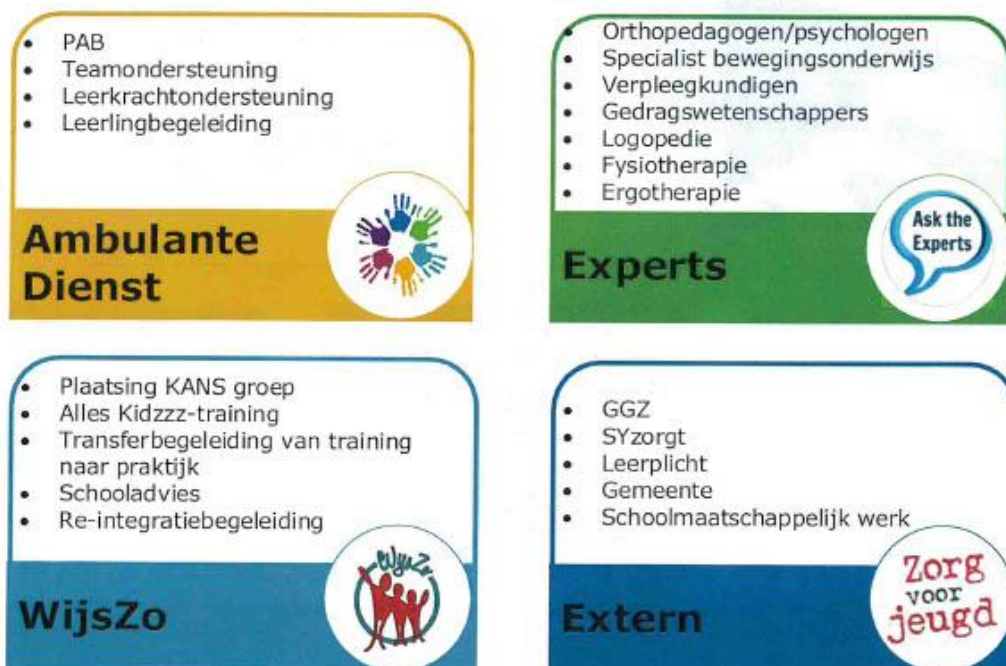 • PAB
• Teamondersteuning
• Leerkrachtondersteuning
• Leerlingbegeleiding
Ambulante
Dienst
• Orthopedagogen/psychologen
• Specialist bewegingsonderwijs
• Verpleegkundigen
• Gedragswetenschappers
• Logopedie
• Fysiotherapie
• Ergotherapie
Experts
Ask the
Experts
• Plaatsing KANS groep
• Alles Kidzzz-training
• Transferbegeleiding van training
naar praktijk
• Schooladvies
• Re-integratiebegeleiding
WijsZo
WijsZo
• GGZ
• SYzorgt
• Leerplicht
• Gemeente
• Schoolmaatschappelijk werk
Extern
zorg
voor
jeugd